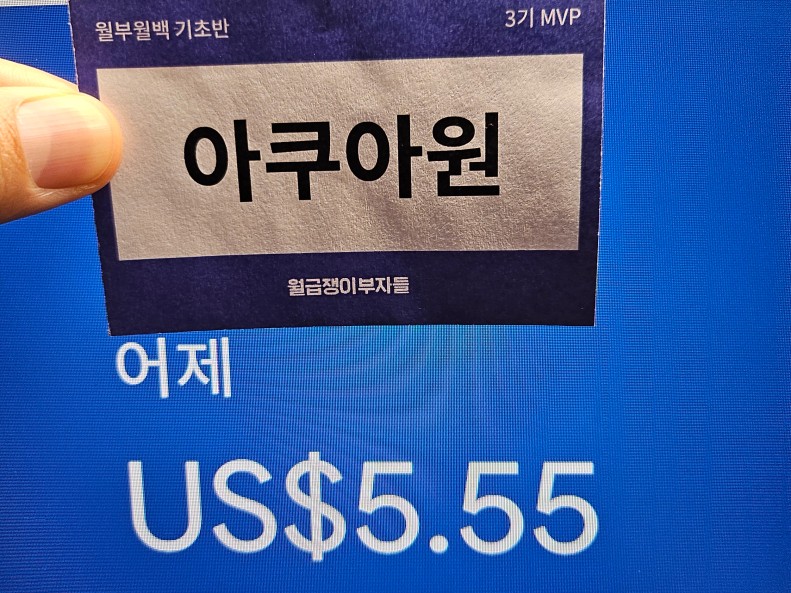 월부월백 기초반
3기 MVP
아쿠아원
월급쟁이부자들
어제
US$5.55